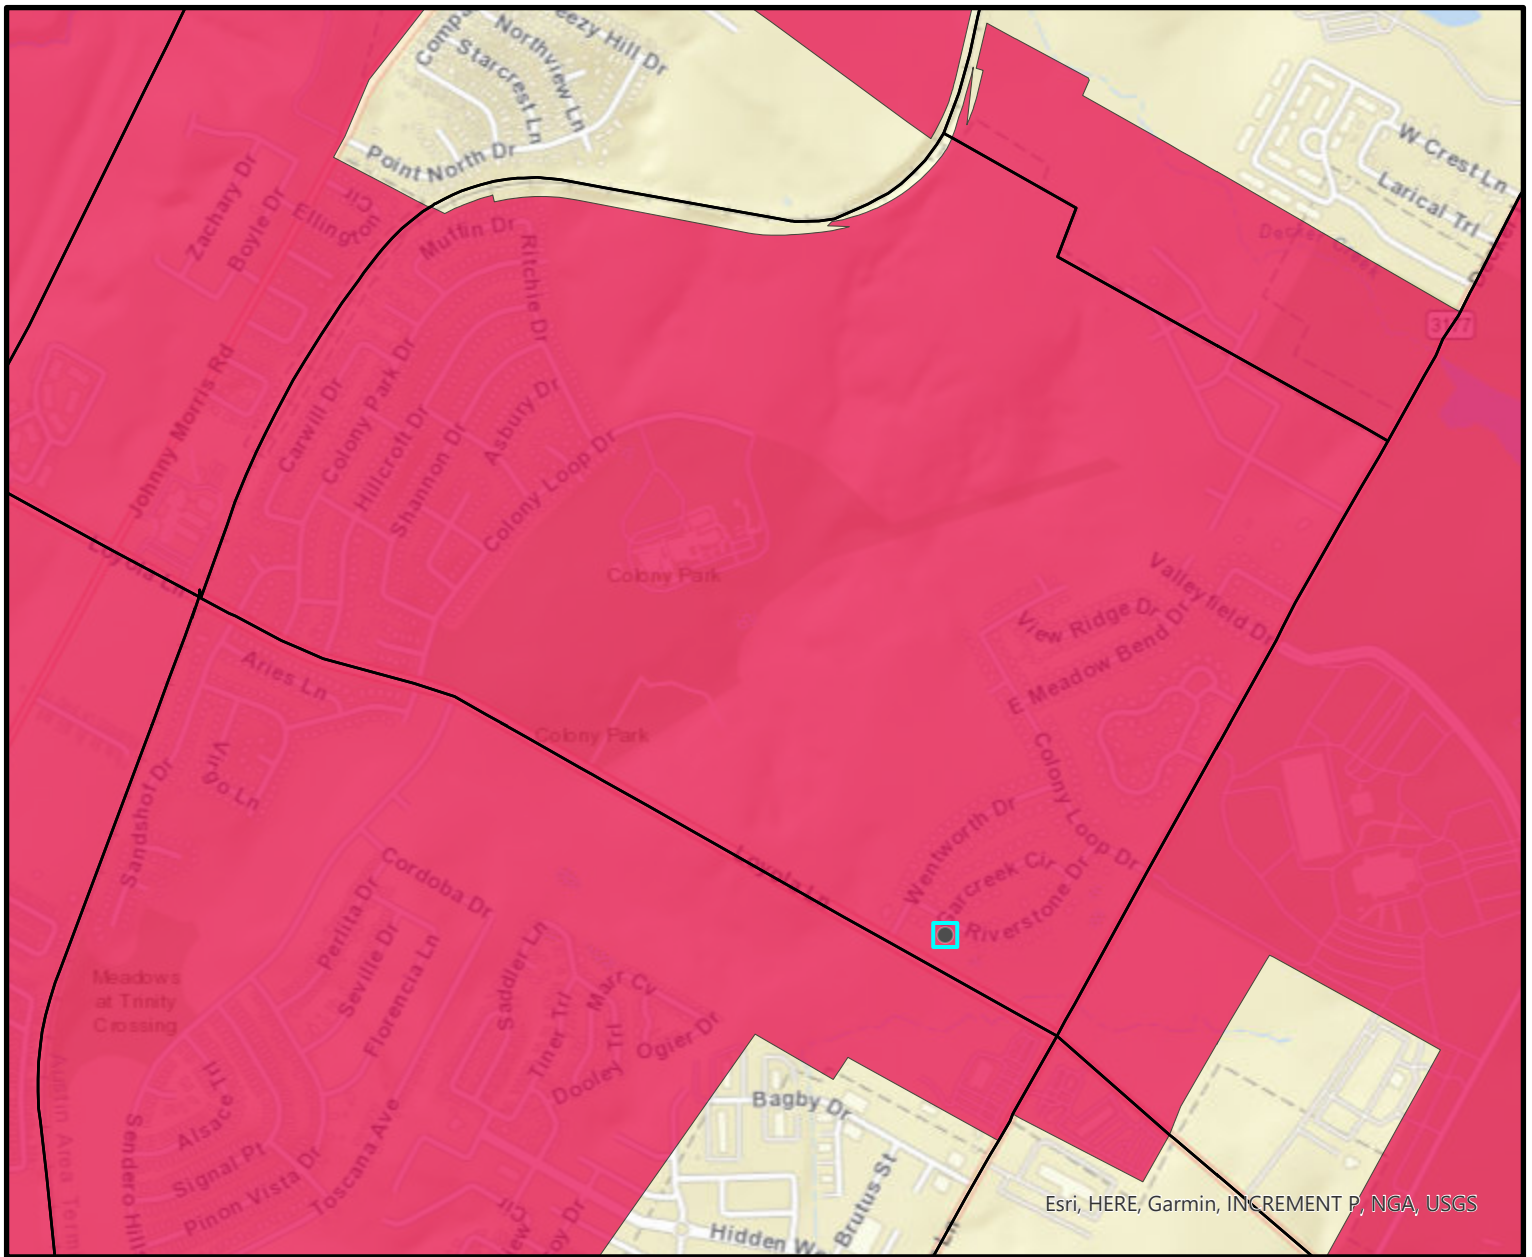 Northview Ln
Starcrest Ln
Point North Dr
W Crest Ln
Larical Trl
Decker Creek
Zachary Dr
Boyle Dr
Ellington
Cir
Muffin Dr
Ritchie Dr
Johnny Morris Rd
Carwill Dr
Colony Park Dr
Hillcroft Dr
Shannon Dr
Asbury Dr
Colony Loop Dr
Loyola Ln
Colony Park
Valleyfield Dr
View Ridge Dr
E Meadow Bend Dr
Aries Ln
Colony Park
Colony Loop Dr
Sandshof Dr
Wentworth Dr
Loyola Ln
Riverstone Dr
Cordoba Dr
Perlita Dr
Seville Dr
Florencia Ln
Saddler Ln
Marr Cv
Tiner Trl
Dooley Trl
Ogier Dr
Meadows
at Trinity
Crossing
Bagby Dr
Alsace
Trl
Signal Pt
Pinon Vista Dr
Toscana Ave
Brutus St
Hidden
Cir
Ln
Esri, HERE, Garmin, INCREMENT P, NGA, USGS